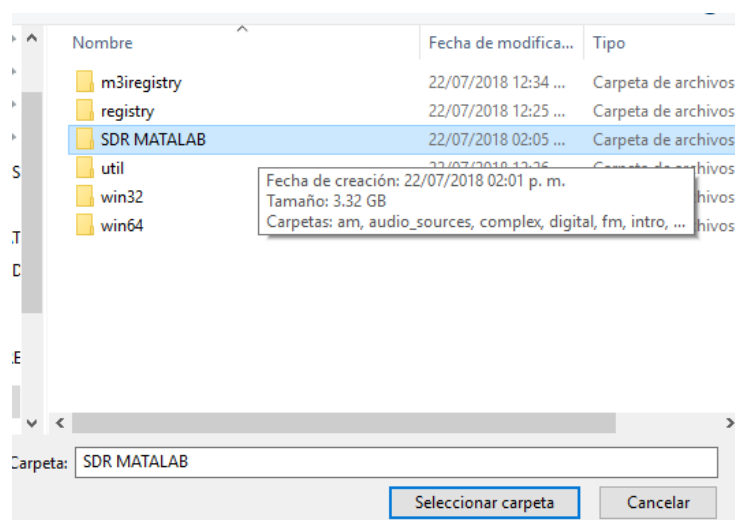 Nombre Fecha de modifica... Tipo
m3iregistry 22/07/2018 12:34 ... Carpeta de archivos
registry 22/07/2018 12:25 ... Carpeta de archivos
SDR MATALAB 22/07/2018 02:05 ... Carpeta de archivos
util
win32
win64
Fecha de creación: 22/07/2018 02:01 p. m.
Tamaño: 3.32 GB
Carpetas: am, audio_sources, complex, digital, fm, intro, ...
Carpeta: SDR MATALAB
Seleccionar carpeta Cancelar